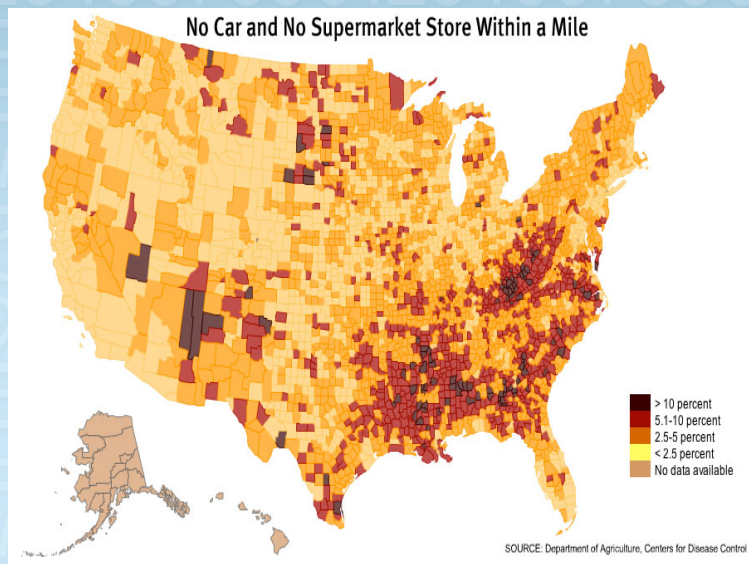 No Car and No Supermarket Store Within a Mile
> 10 percent
5.1-10 percent
2.5-5 percent
< 2.5 percent
No data available
SOURCE: Department of Agriculture, Centers for Disease Control